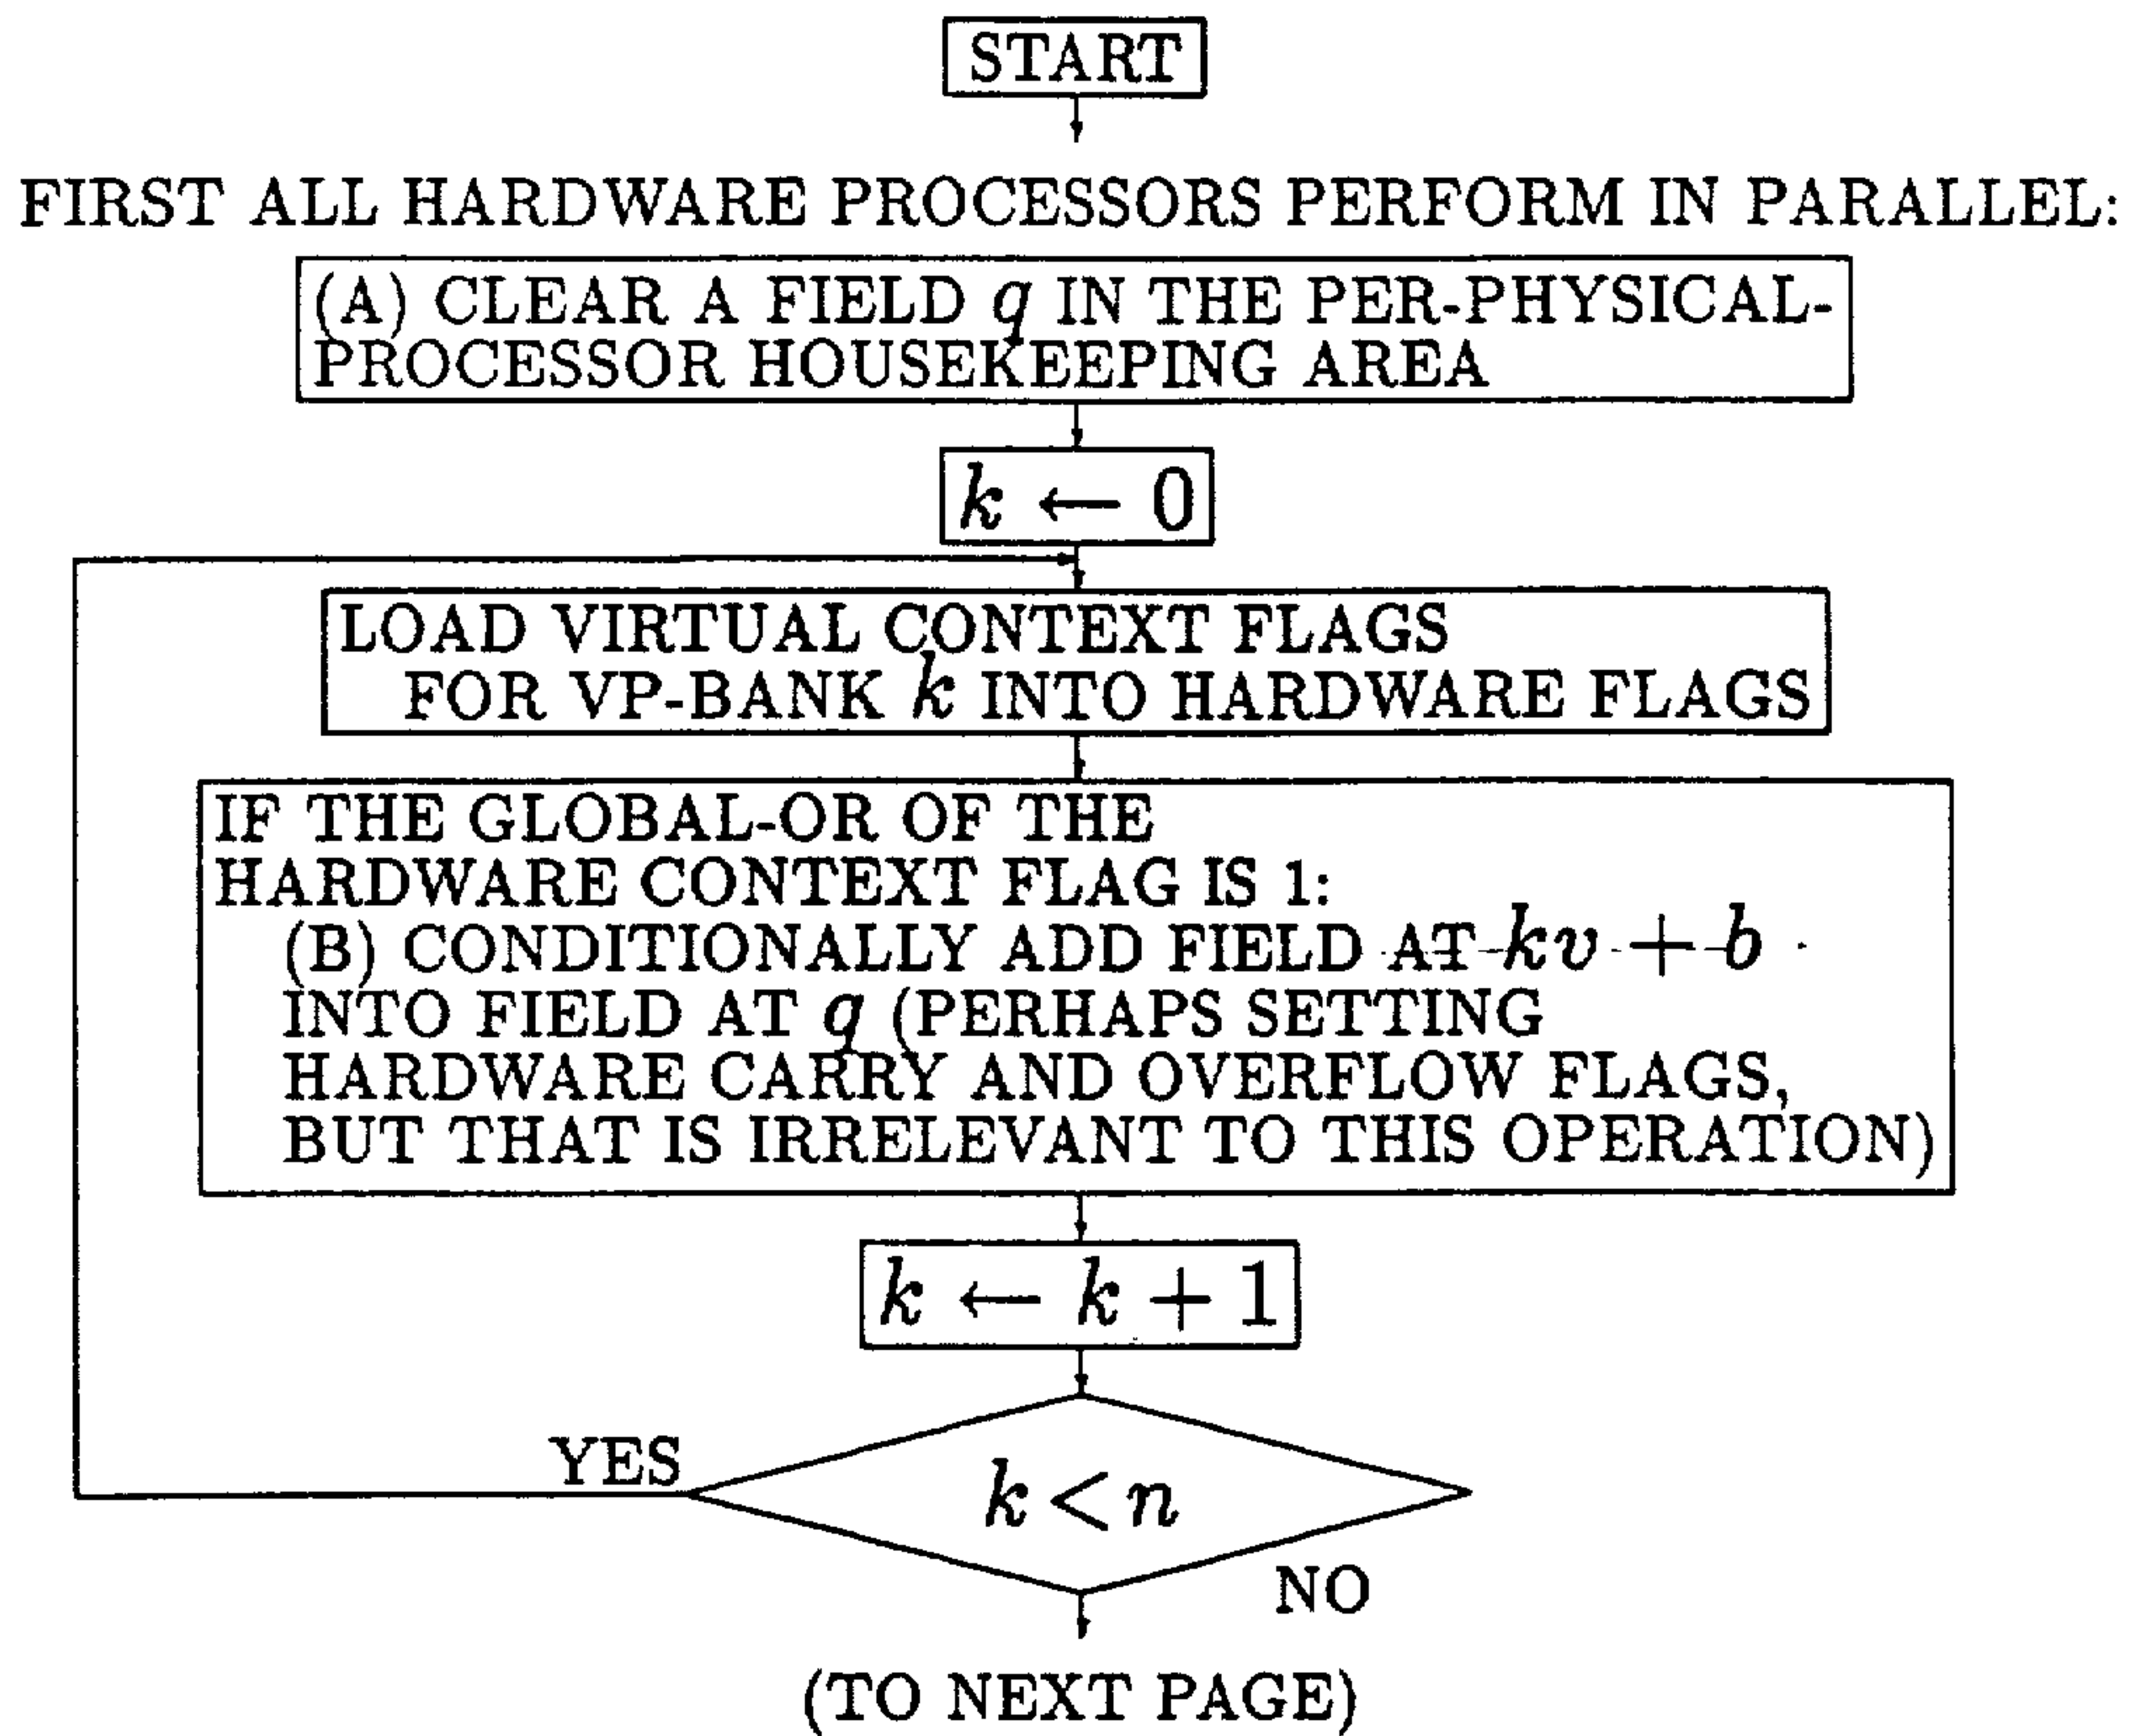 START
FIRST ALL HARDWARE PROCESSORS PERFORM IN PARALLEL:
(A) CLEAR A FIELD q IN THE PER-PHYSICAL-
PROCESSOR HOUSEKEEPING AREA
k ← 0
LOAD VIRTUAL CONTEXT FLAGS
FOR VP-BANK k INTO HARDWARE FLAGS
IF THE GLOBAL-OR OF THE
HARDWARE CONTEXT FLAG IS 1:
(B) CONDITIONALLY ADD FIELD AT kv + b
INTO FIELD AT q (PERHAPS SETTING
HARDWARE CARRY AND OVERFLOW FLAGS,
BUT THAT IS IRRELEVANT TO THIS OPERATION)
k ← k + 1
YES
k < n
NO
(TO NEXT PAGE)